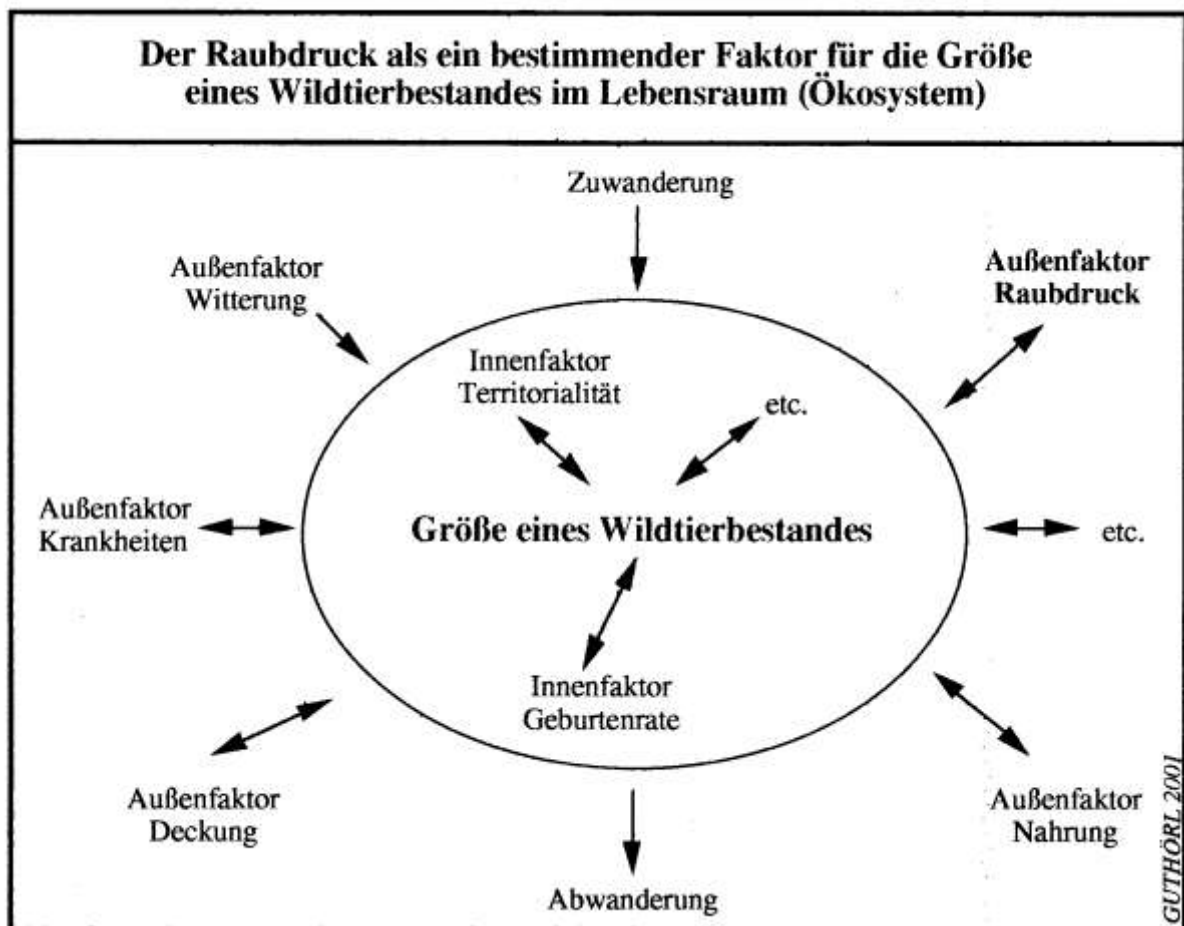 Der Raubdruck als ein bestimmender Faktor für die Größe
eines Wildtierbestandes im Lebensraum (Ökosystem)
Zuwanderung
Außenfaktor
Witterung
Außenfaktor
Raubdruck
Innenfaktor
Territorialität
etc.
Außenfaktor
Krankheiten
Größe eines Wildtierbestandes
etc.
Innenfaktor
Geburtenrate
Außenfaktor
Deckung
Außenfaktor
Nahrung
Abwanderung
GUTHÖRL 2001